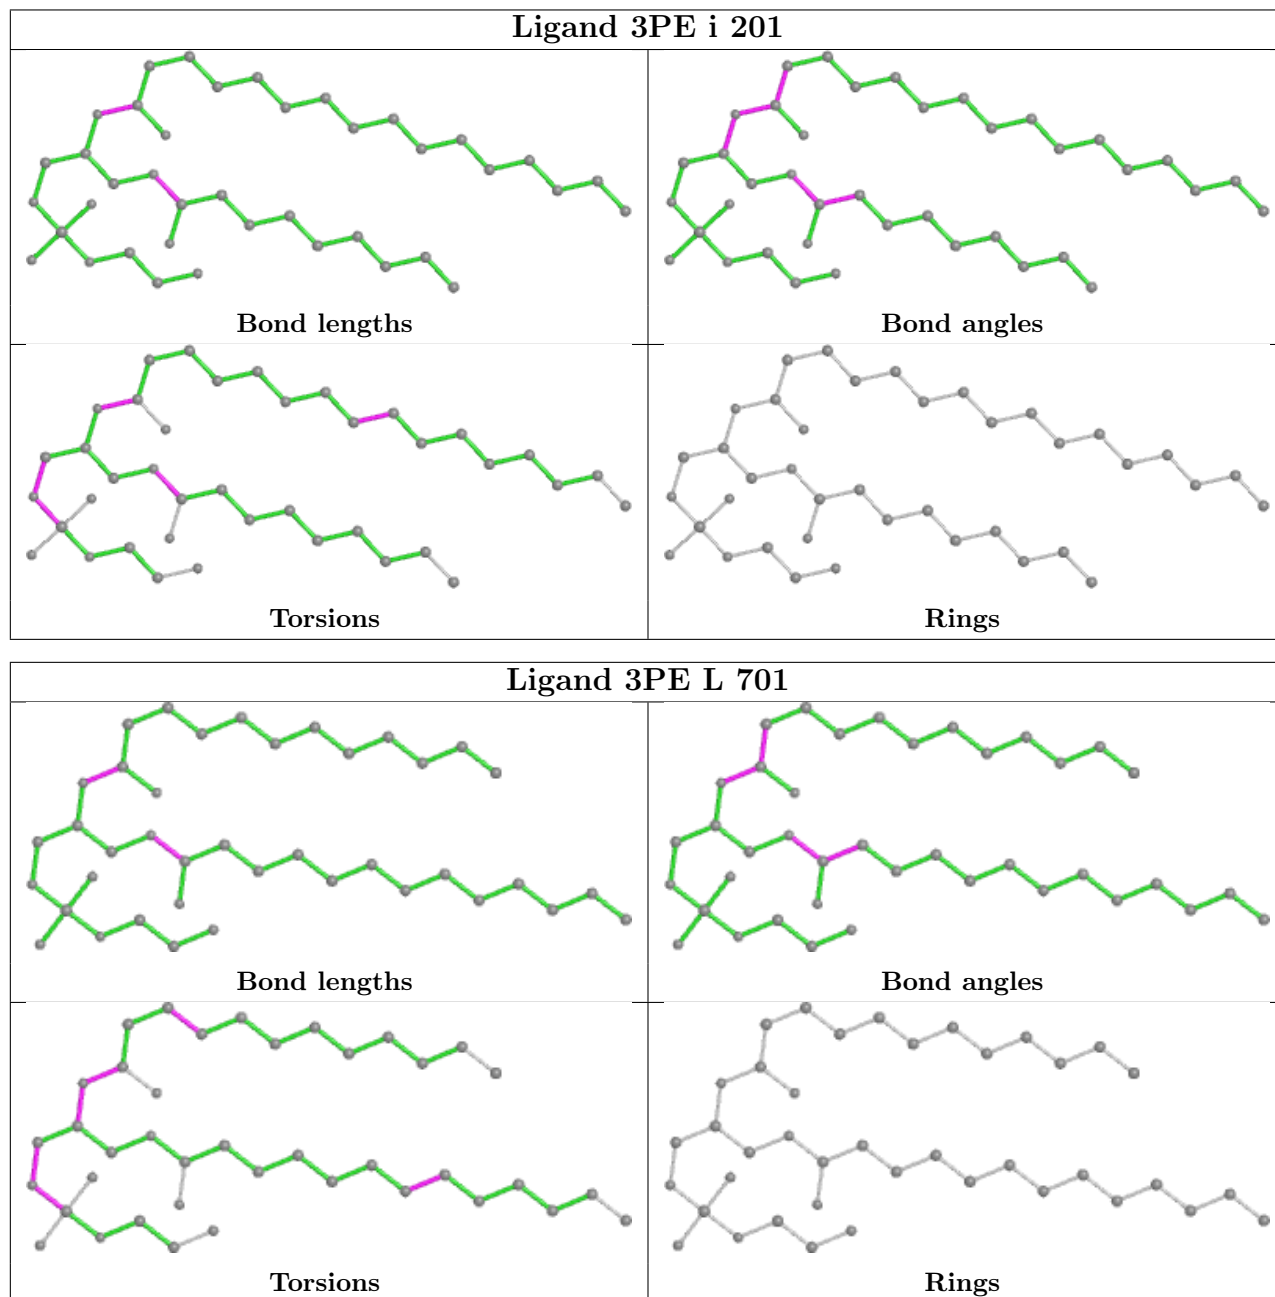 Ligand 3PE i 201
Bond lengths
Bond angles
Torsions
Rings
Ligand 3PE L 701
Bond lengths
Bond angles
Torsions
Rings